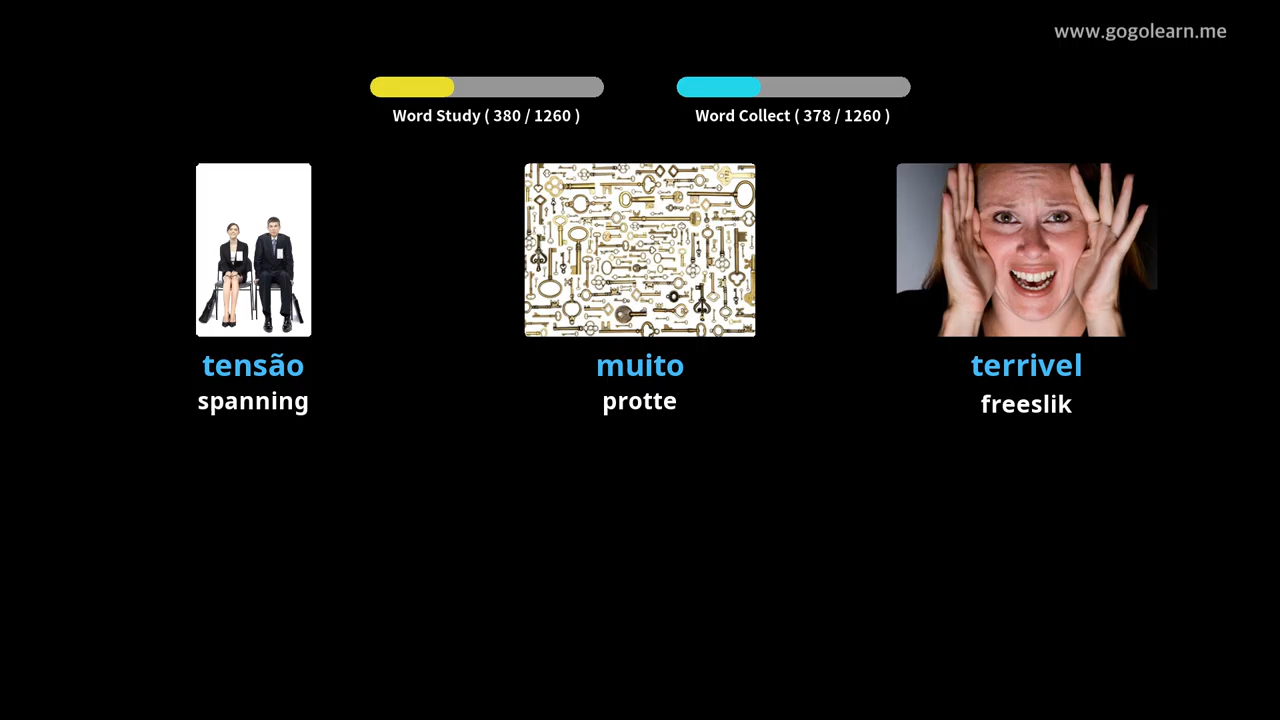 www.gogolearn.me
Word Study ( 380 / 1260 )
Word Collect ( 378 / 1260 )
tensão
spanning
muito
protte
terrivel
freeslik